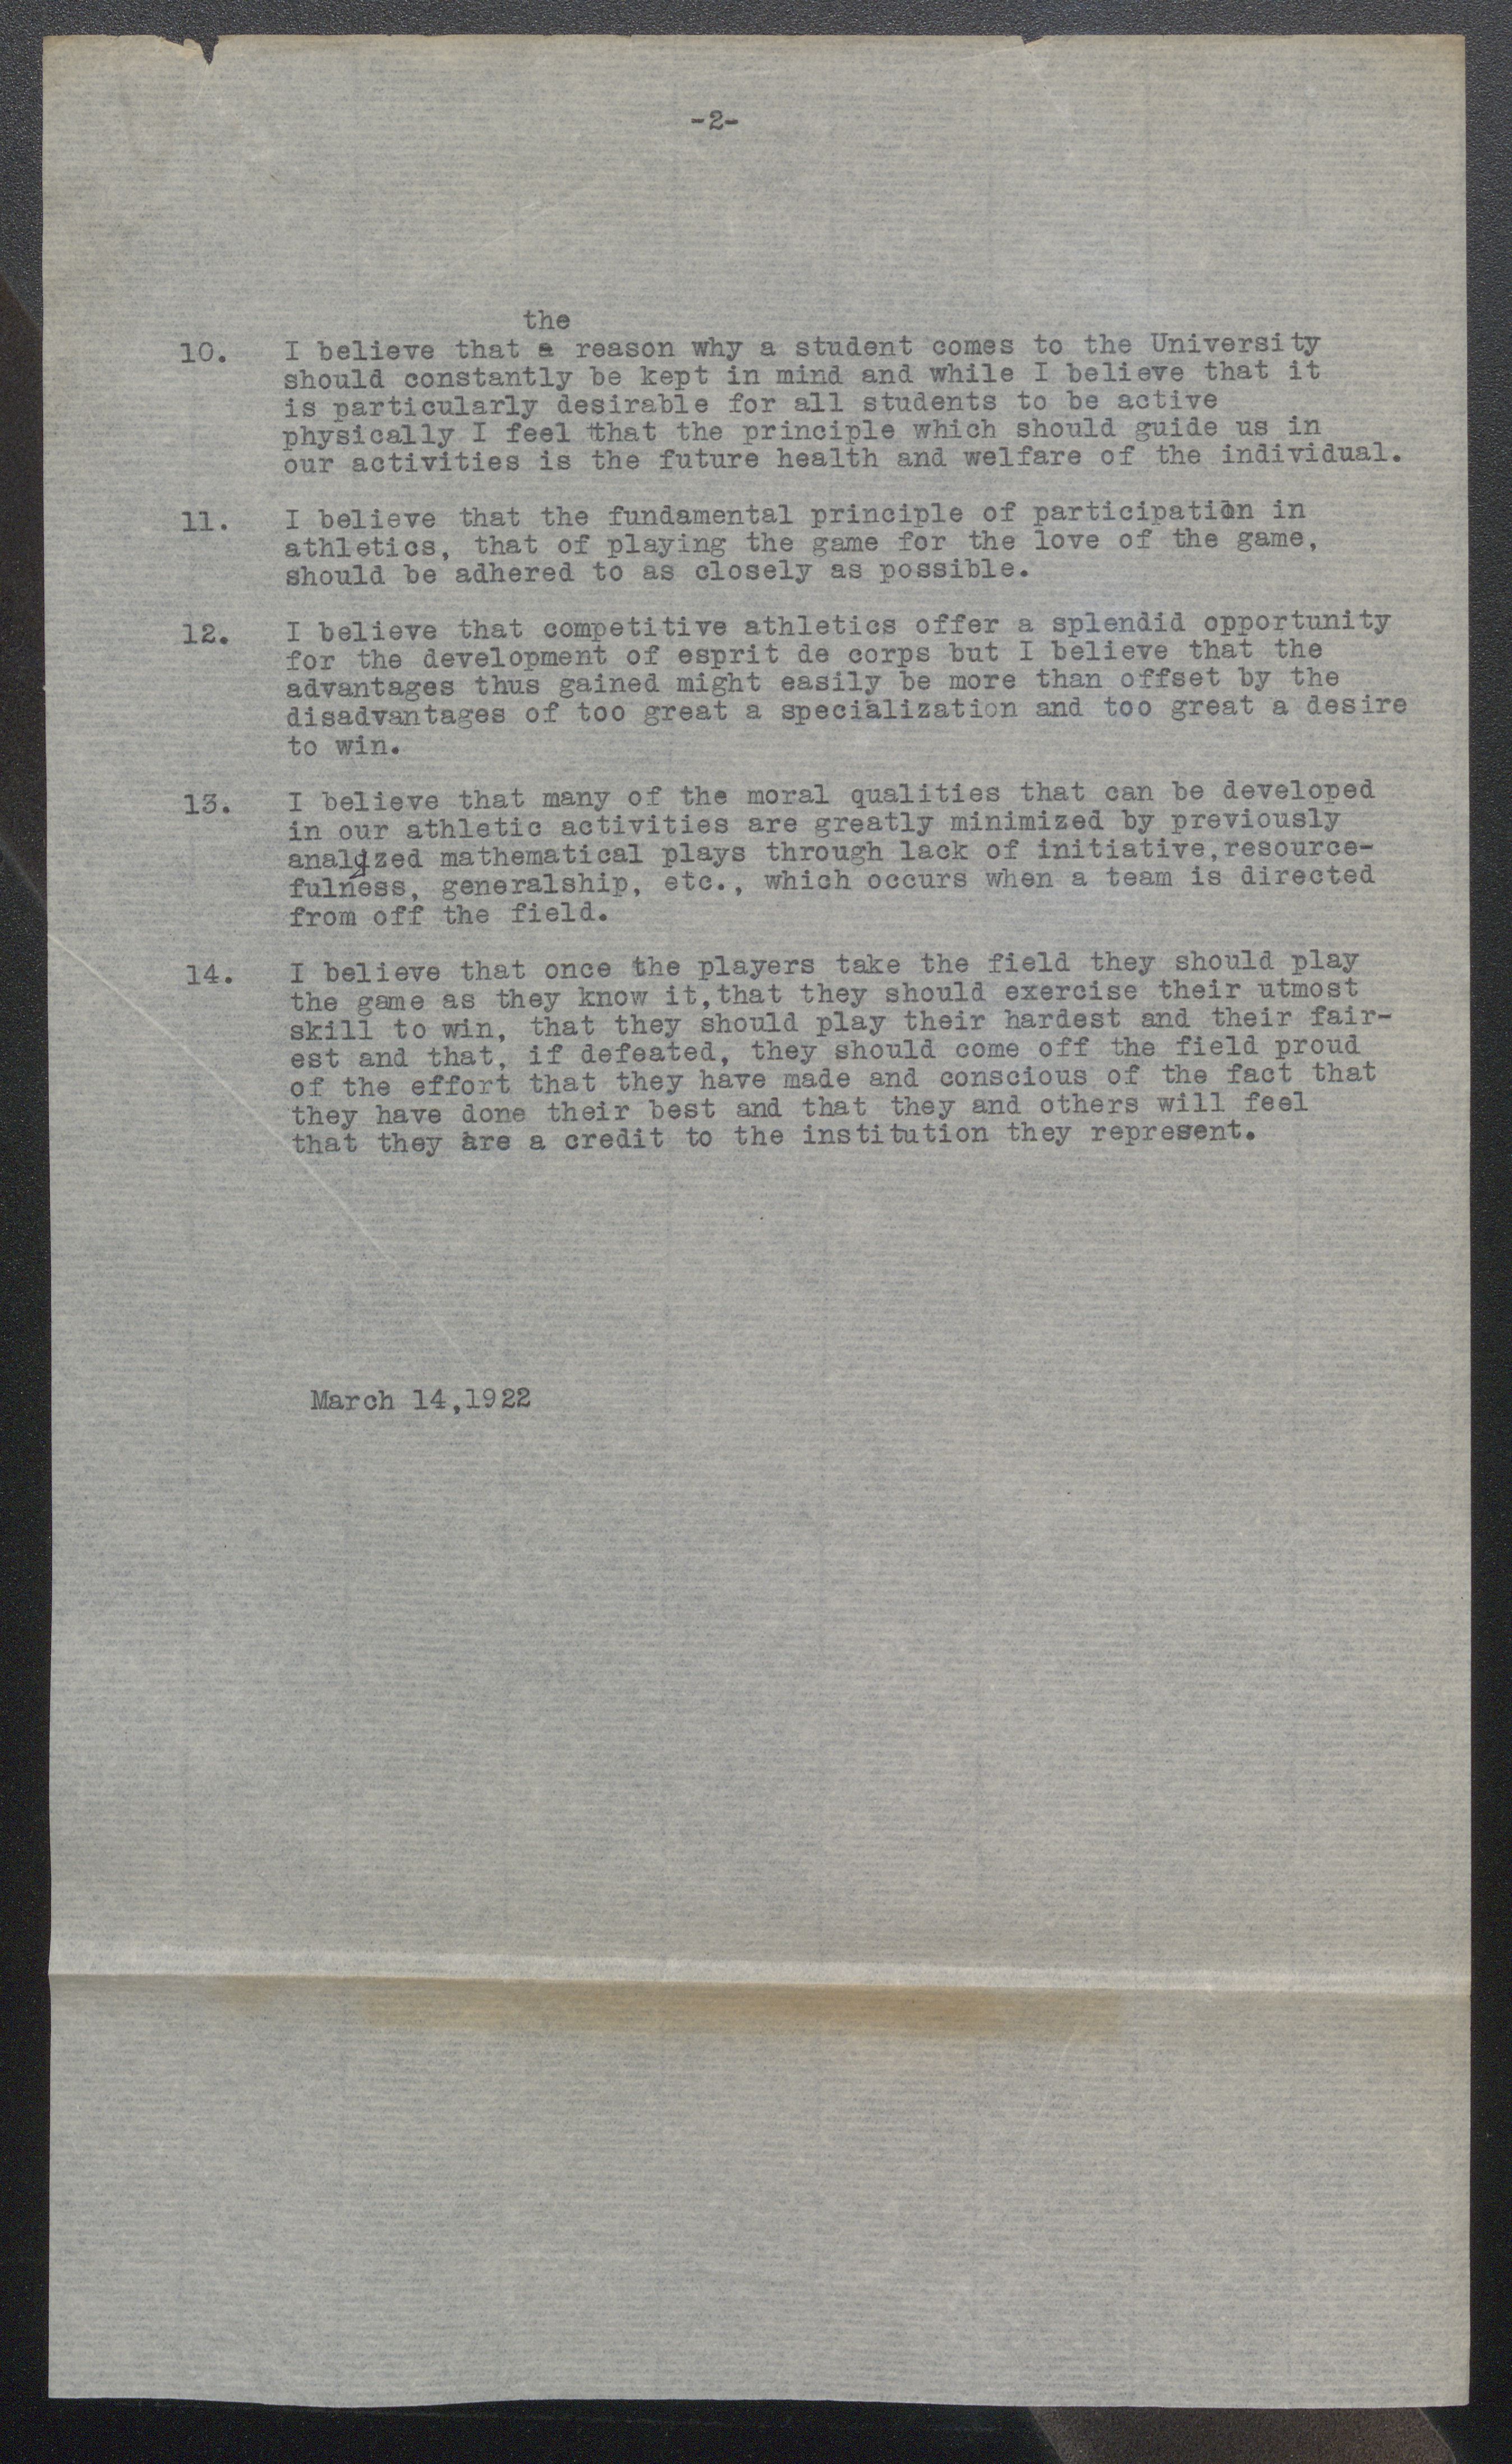 -2-
the
10. I believe that a reason why a student comes to the University
should constantly be kept in mind and while I believe that it
is particularly desirable for all students to be active
physically I feel that the principle which should guide us in
our activities is the future health and welfare of the individual.
11. I believe that the fundamental principle of participation in
athletics, that of playing the game for the love of the game,
should be adhered to as closely as possible.
12. I believe that competitive athletics offer a splendid opportunity
for the development of esprit de corps but I believe that the
advantages thus gained might easily be more than offset by the
disadvantages of too great a specialization and too great a desire
to win.
13. I believe that many of the moral qualities that can be developed
in our athletic activities are greatly minimized by previously
analyzed mathematical plays through lack of initiative,resource-
fulness, generalship, etc., which occurs when a team is directed
from off the field.
14. I believe that once the players take the field they should play
the game as they know it,that they should exercise their utmost
skill to win, that they should play their hardest and their fair-
est and that, if defeated, they should come off the field proud
of the effort that they have made and conscious of the fact that
they have done their best and that they and others will feel
that they are a credit to the institution they represent.
March 14,1922